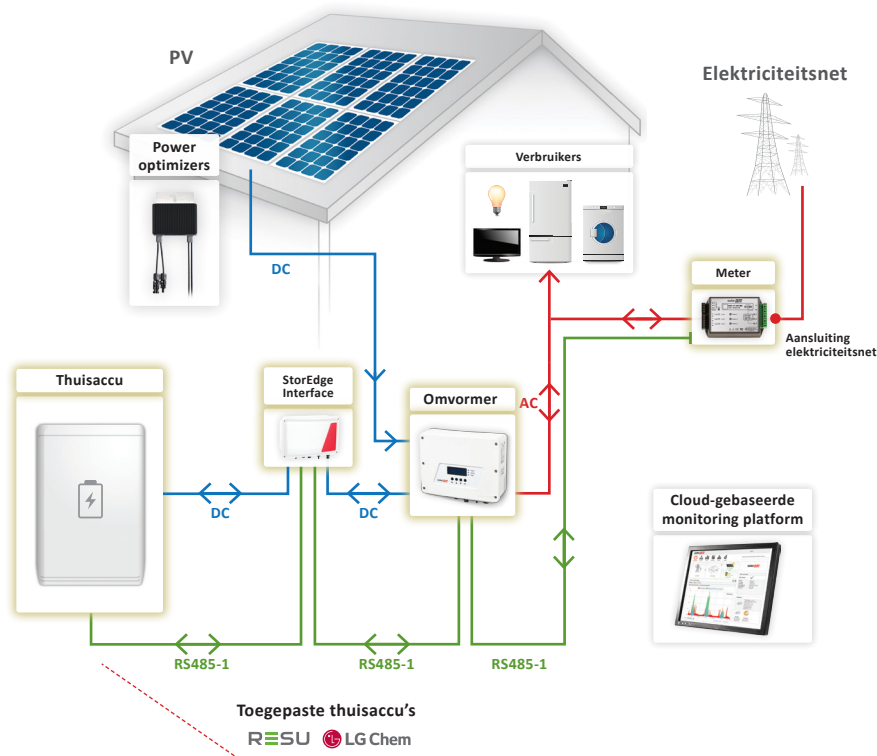 PV
Elektriciteitsnet
Power
optimizers
Verbruikers
DC
Meter
Aansluiting
elektriciteitsnet
Thuisaccu
StorEdge
Interface
Omvormer
AC
DC
DC
Cloud-gebaseerde
monitoring platform
RS485-1
RS485-1
RS485-1
Toegepaste thuisaccu's
RESU
LG
LG Chem